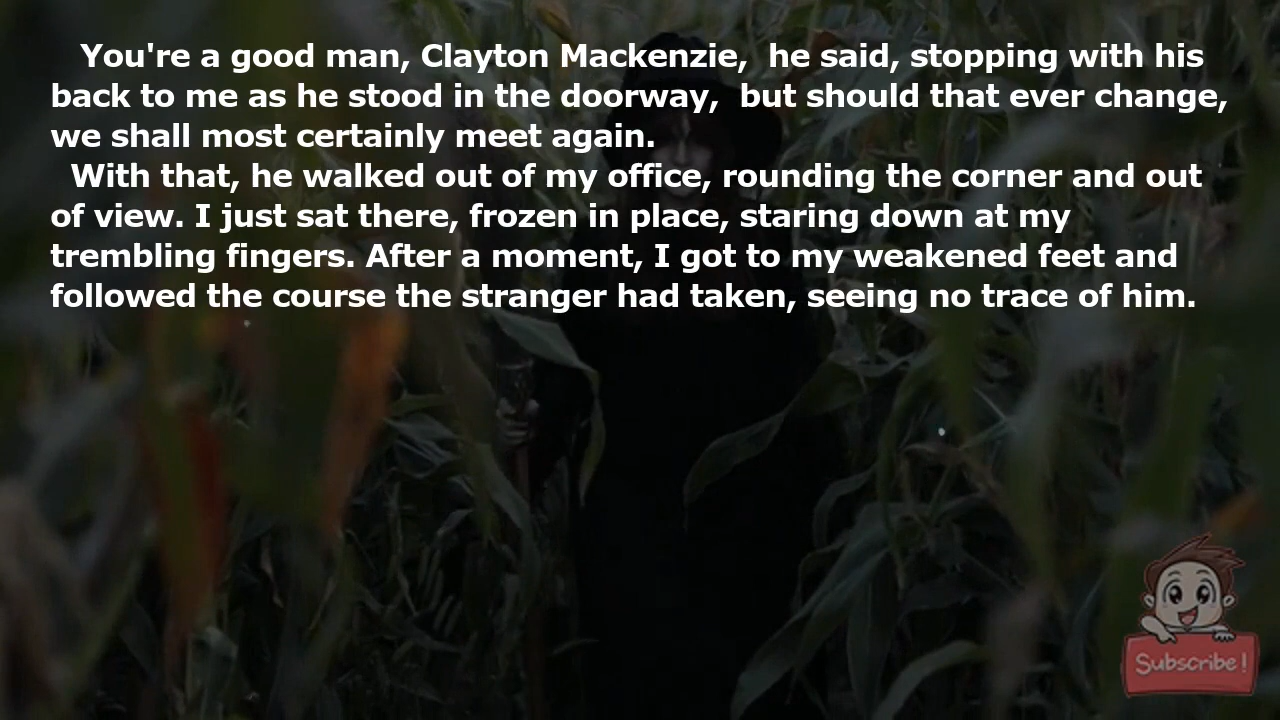 You're a good man, Clayton Mackenzie,  he said, stopping with his
back to me as he stood in the doorway,  but should that ever change,
we shall most certainly meet again.
With that, he walked out of my office, rounding the corner and out
of view. I just sat there, frozen in place, staring down at my
trembling fingers. After a moment, I got to my weakened feet and
followed the course the stranger had taken, seeing no trace of him.
Subscribe!